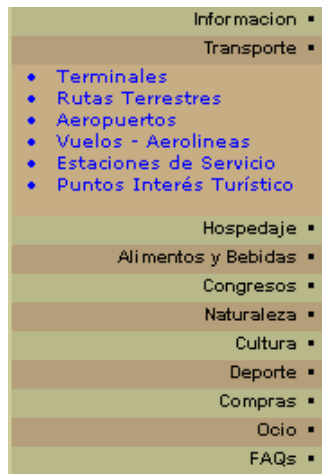 Informacion
Transporte
Terminales
Rutas Terrestres
Aeropuertos
Vuelos - Aerolineas
Estaciones de Servicio
Puntos Interés Turístico
Hospedaje
Alimentos y Bebidas
Congresos
Naturaleza
Cultura
Deporte
Compras
Ocio
FAQs